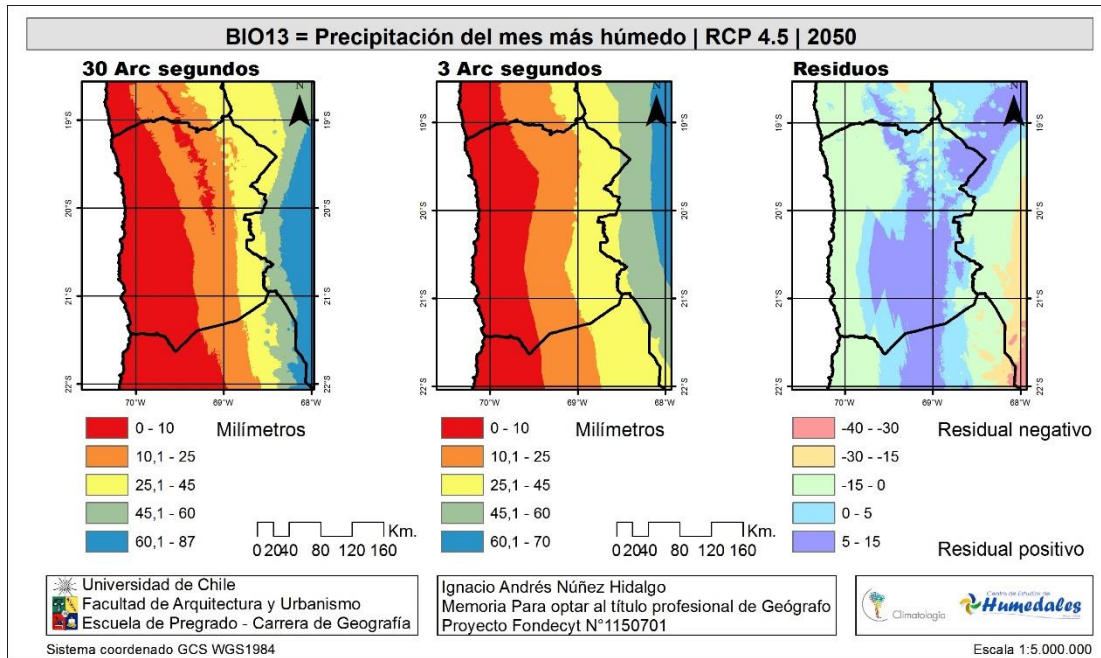 BIO13 = Precipitación del mes más húmedo | RCP 4.5 | 2050
30 Arc segundos
3 Arc segundos
Residuos
N
N
N
19°S
20°S
21°S
22°S
19°S
20°S
21°S
22°S
19°S
20°S
21°S
22°S
19°S
20°S
21°S
22°S
19°S
20°S
21°S
22°S
19°S
20°S
21°S
22°S
70°W 69°W 68°W
70°W 69°W 68°W
70°W 69°W 68°W
0 - 10
10,1 - 25
25,1 - 45
45,1 - 60
60,1 - 87
Milímetros
0 20 40 80 120 160 Km.
0 - 10
10,1 - 25
25,1 - 45
45,1 - 60
60,1 - 70
Milímetros
0 20 40 80 120 160 Km.
-40 - -30
-30 - -15
-15 - 0
0 - 5
5 - 15
Residual negativo
Residual positivo
Universidad de Chile
Facultad de Arquitectura y Urbanismo
Escuela de Pregrado - Carrera de Geografía
Ignacio Andrés Núñez Hidalgo
Memoria Para optar al título profesional de Geógrafo
Proyecto Fondecyt N°1150701
Climatología
Centro de Estudios de
Humedales
Sistema coordenado GCS WGS1984
Escala 1:5.000.000